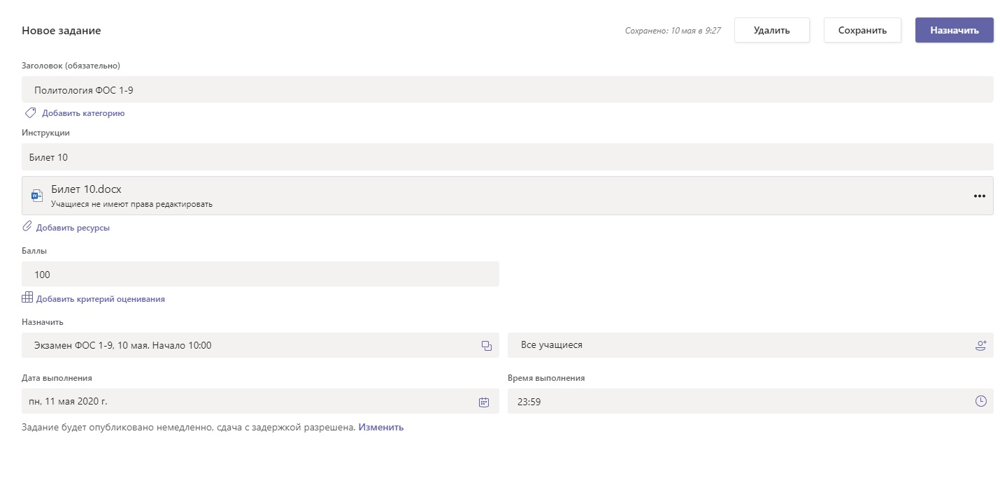 Новое задание
Сохранено: 10 мая в 9:27
Удалить
Сохранить
Назначить
Заголовок (обязательно)
Политология ФОС 1-9
Добавить категорию
Инструкции
Билет 10
Билет 10.docx
Учащиеся не имеют права редактировать
Добавить ресурсы
Баллы
100
Добавить критерий оценивания
Назначить
Экзамен ФОС 1-9, 10 мая. Начало 10:00
Все учащиеся
Дата выполнения
Время выполнения
пн, 11 мая 2020 г.
23:59
Задание будет опубликовано немедленно, сдача с задержкой разрешена. Изменить